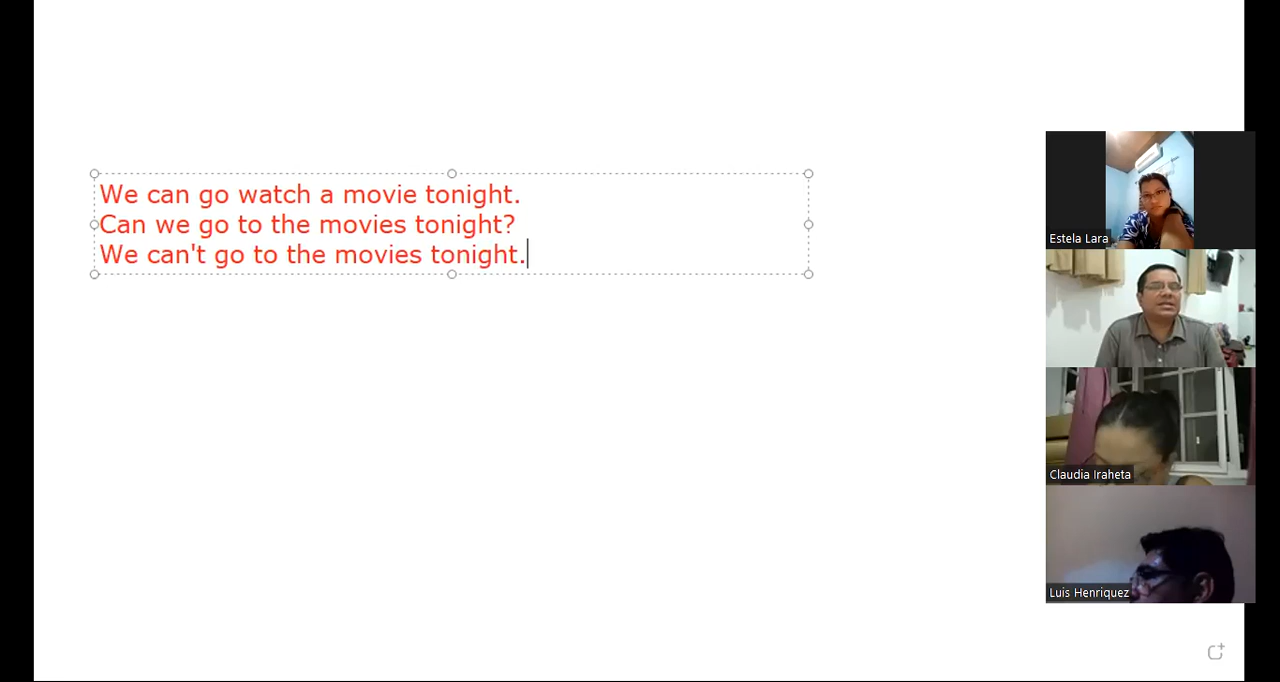 We can go watch a movie tonight.
Can we go to the movies tonight?
We can't go to the movies tonight.
Estela Lara
Claudia Iraheta
Luis Henriquez